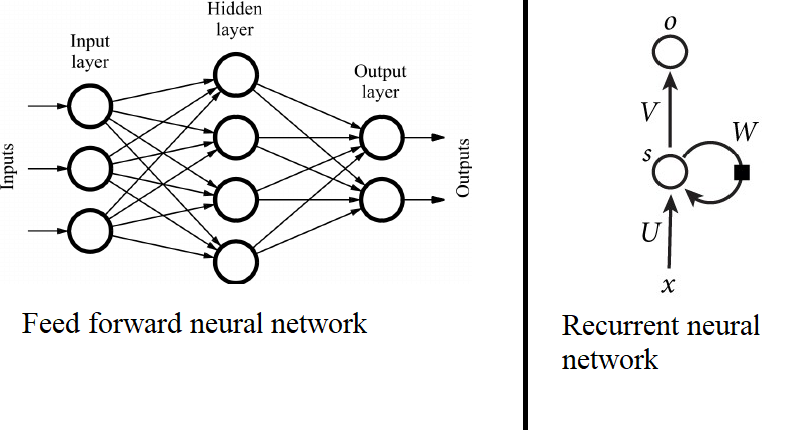 Hidden
layer
Input
layer
Output
layer
Inputs
Outputs
Feed forward neural network
o
V
W
s
U
x
Recurrent neural
network